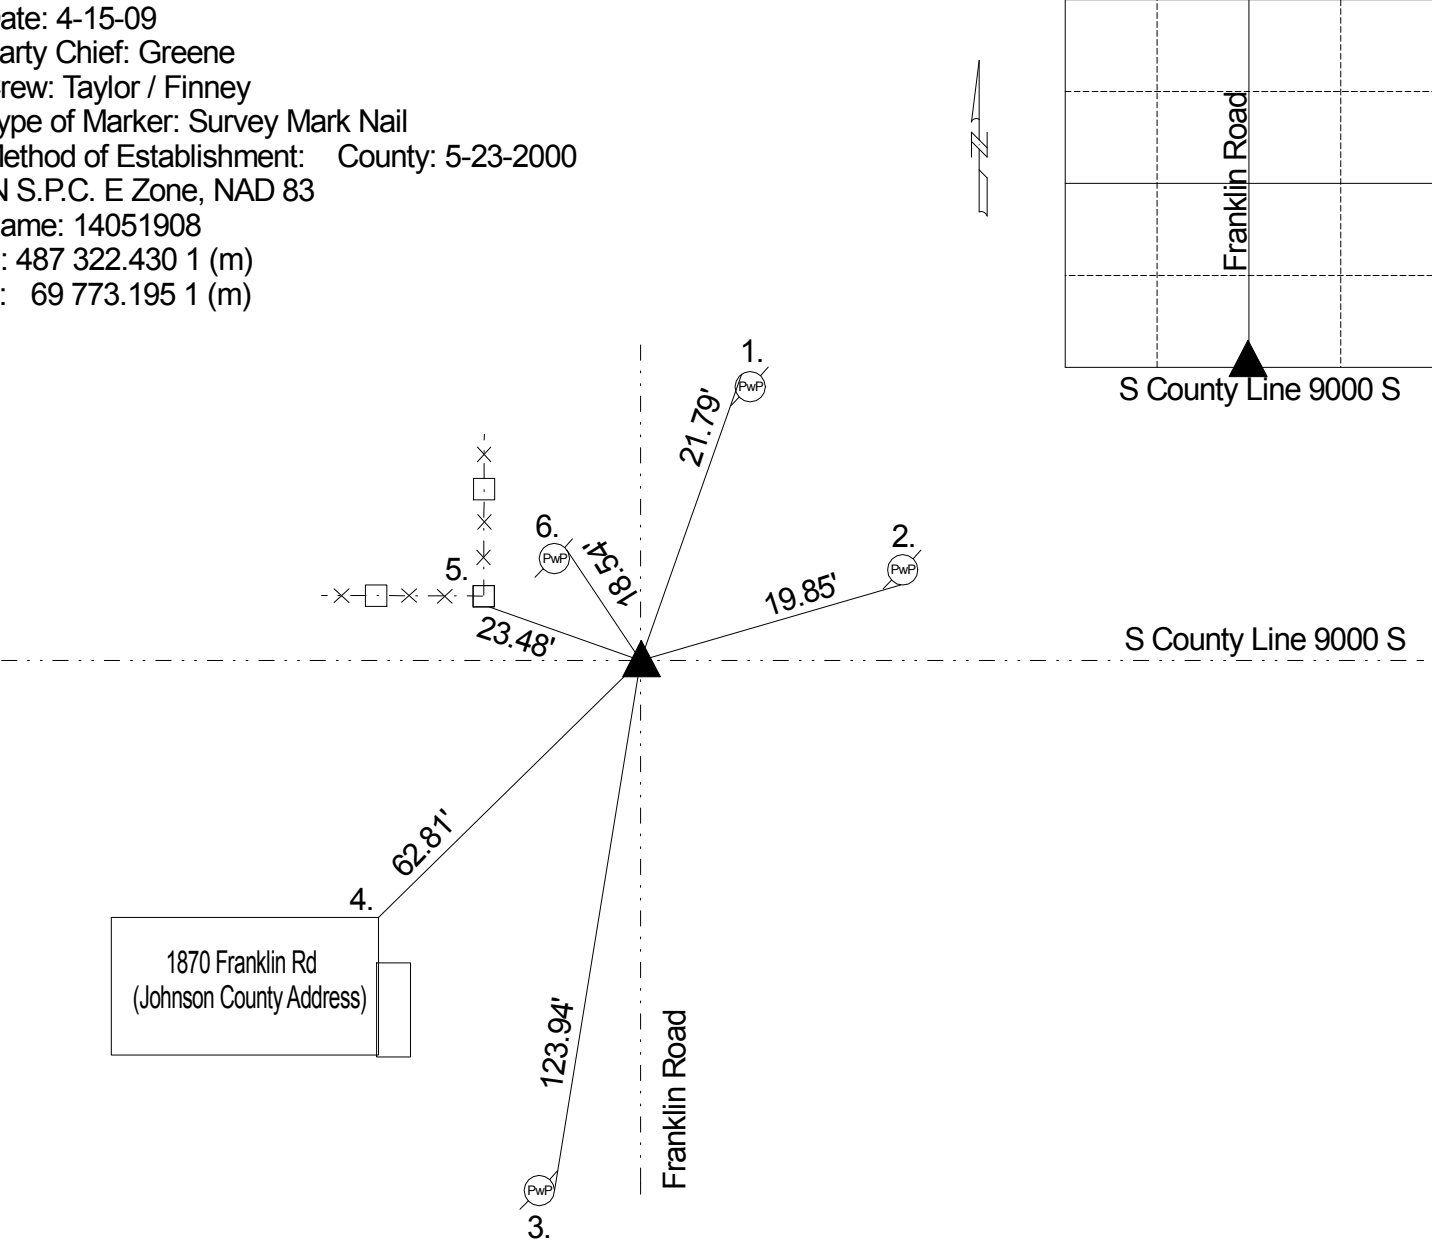 ate: 4-15-09
arty Chief: Greene
rew: Taylor / Finney
ype of Marker: Survey Mark Nail
ethod of Establishment: County: 5-23-2000
N S.P.C. E Zone, NAD 83
ame: 14051908
: 487 322.430 1 (m)
: 69 773.195 1 (m)
N
Franklin Road
S County Line 9000 S
1.
PwP
21.79'
2.
PwP
19.85'
6.
PwP
18.54'
5.
23.48'
S County Line 9000 S
62.81'
4.
1870 Franklin Rd
(Johnson County Address)
123.94'
Franklin Road
PwP
3.